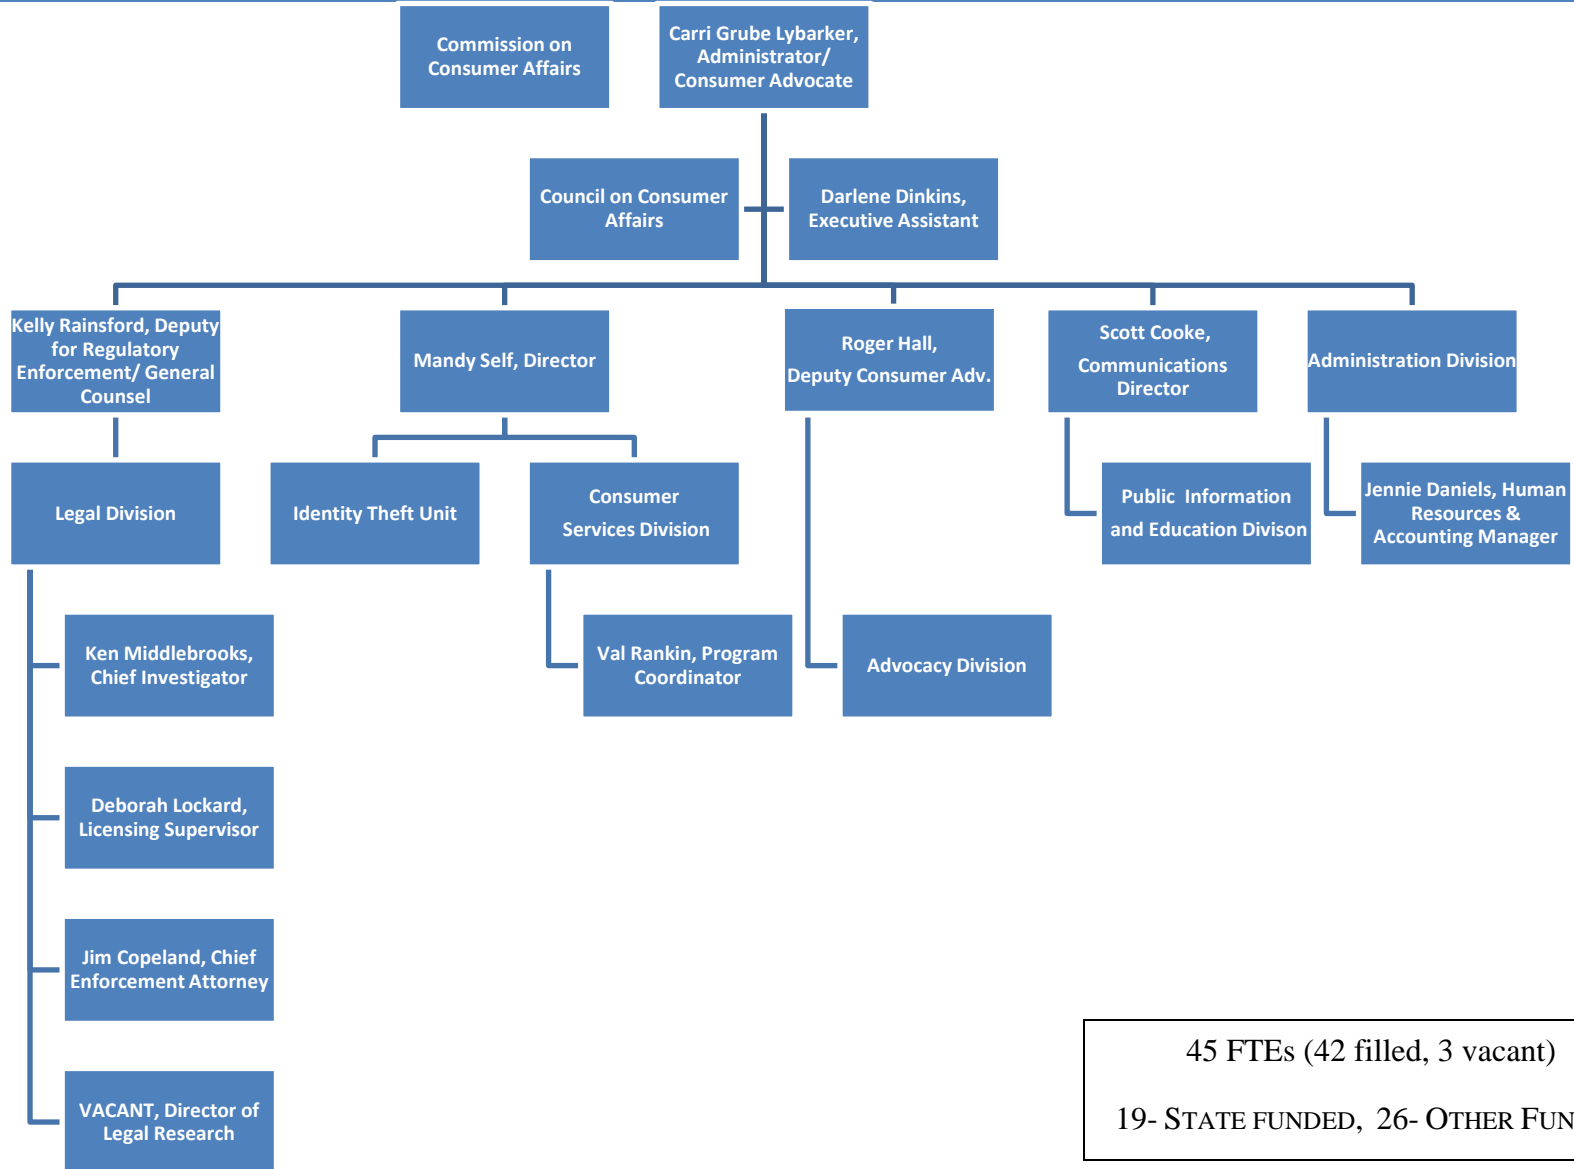 Commission on
Consumer Affairs
Carri Grube Lybarker,
Administrator/
Consumer Advocate
Council on Consumer
Affairs
Darlene Dinkins,
Executive Assistant
Kelly Rainsford, Deputy
for Regulatory
Enforcement/ General
Counsel
Mandy Self, Director
Roger Hall,
Deputy Consumer Adv.
Scott Cooke,
Communications
Director
Administration Division
Legal Division
Identity Theft Unit
Consumer
Services Division
Public Information
and Education Divison
Jennie Daniels, Human
Resources &
Accounting Manager
Ken Middlebrooks,
Chief Investigator
Val Rankin, Program
Coordinator
Advocacy Division
Deborah Lockard,
Licensing Supervisor
Jim Copeland, Chief
Enforcement Attorney
VACANT, Director of
Legal Research
45 FTEs (42 filled, 3 vacant)
19- STATE FUNDED, 26- OTHER